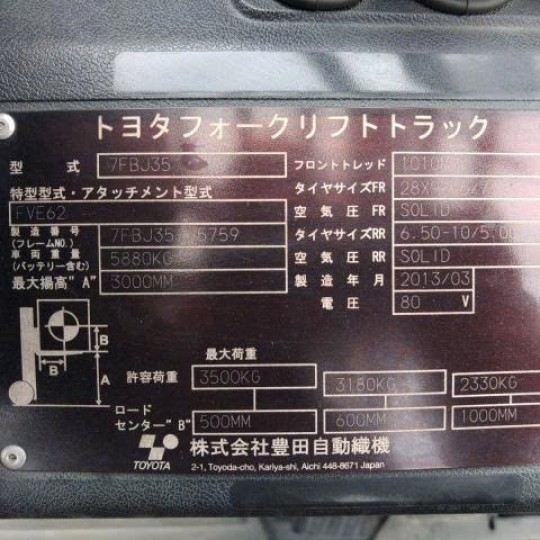 トヨタフォークリフトトラック
型式 7FBJ35
特型型式・アタッチメント型式
FVE62
製造番号 (フレームNO.) 7FBJ35 5759
車両重量 (バッテリー含む) 5880KG
最大揚高"A" 3000MM
フロントトレッド 1010
タイヤサイズFR 28X
空気圧 FR SOLID
タイヤサイズRR 6.50-10/5.00
空気圧 RR SOLID
製造年月 2013/03
電圧 80 V
B
B
A
最大荷重
許容荷重 3500KG 3180KG 2330KG
ロードセンター"B" 500MM 600MM 1000MM
TOYOTA
株式会社豊田自動織機
2-1, Toyoda-cho, Kariya-shi, Aichi 448-8671 Japan